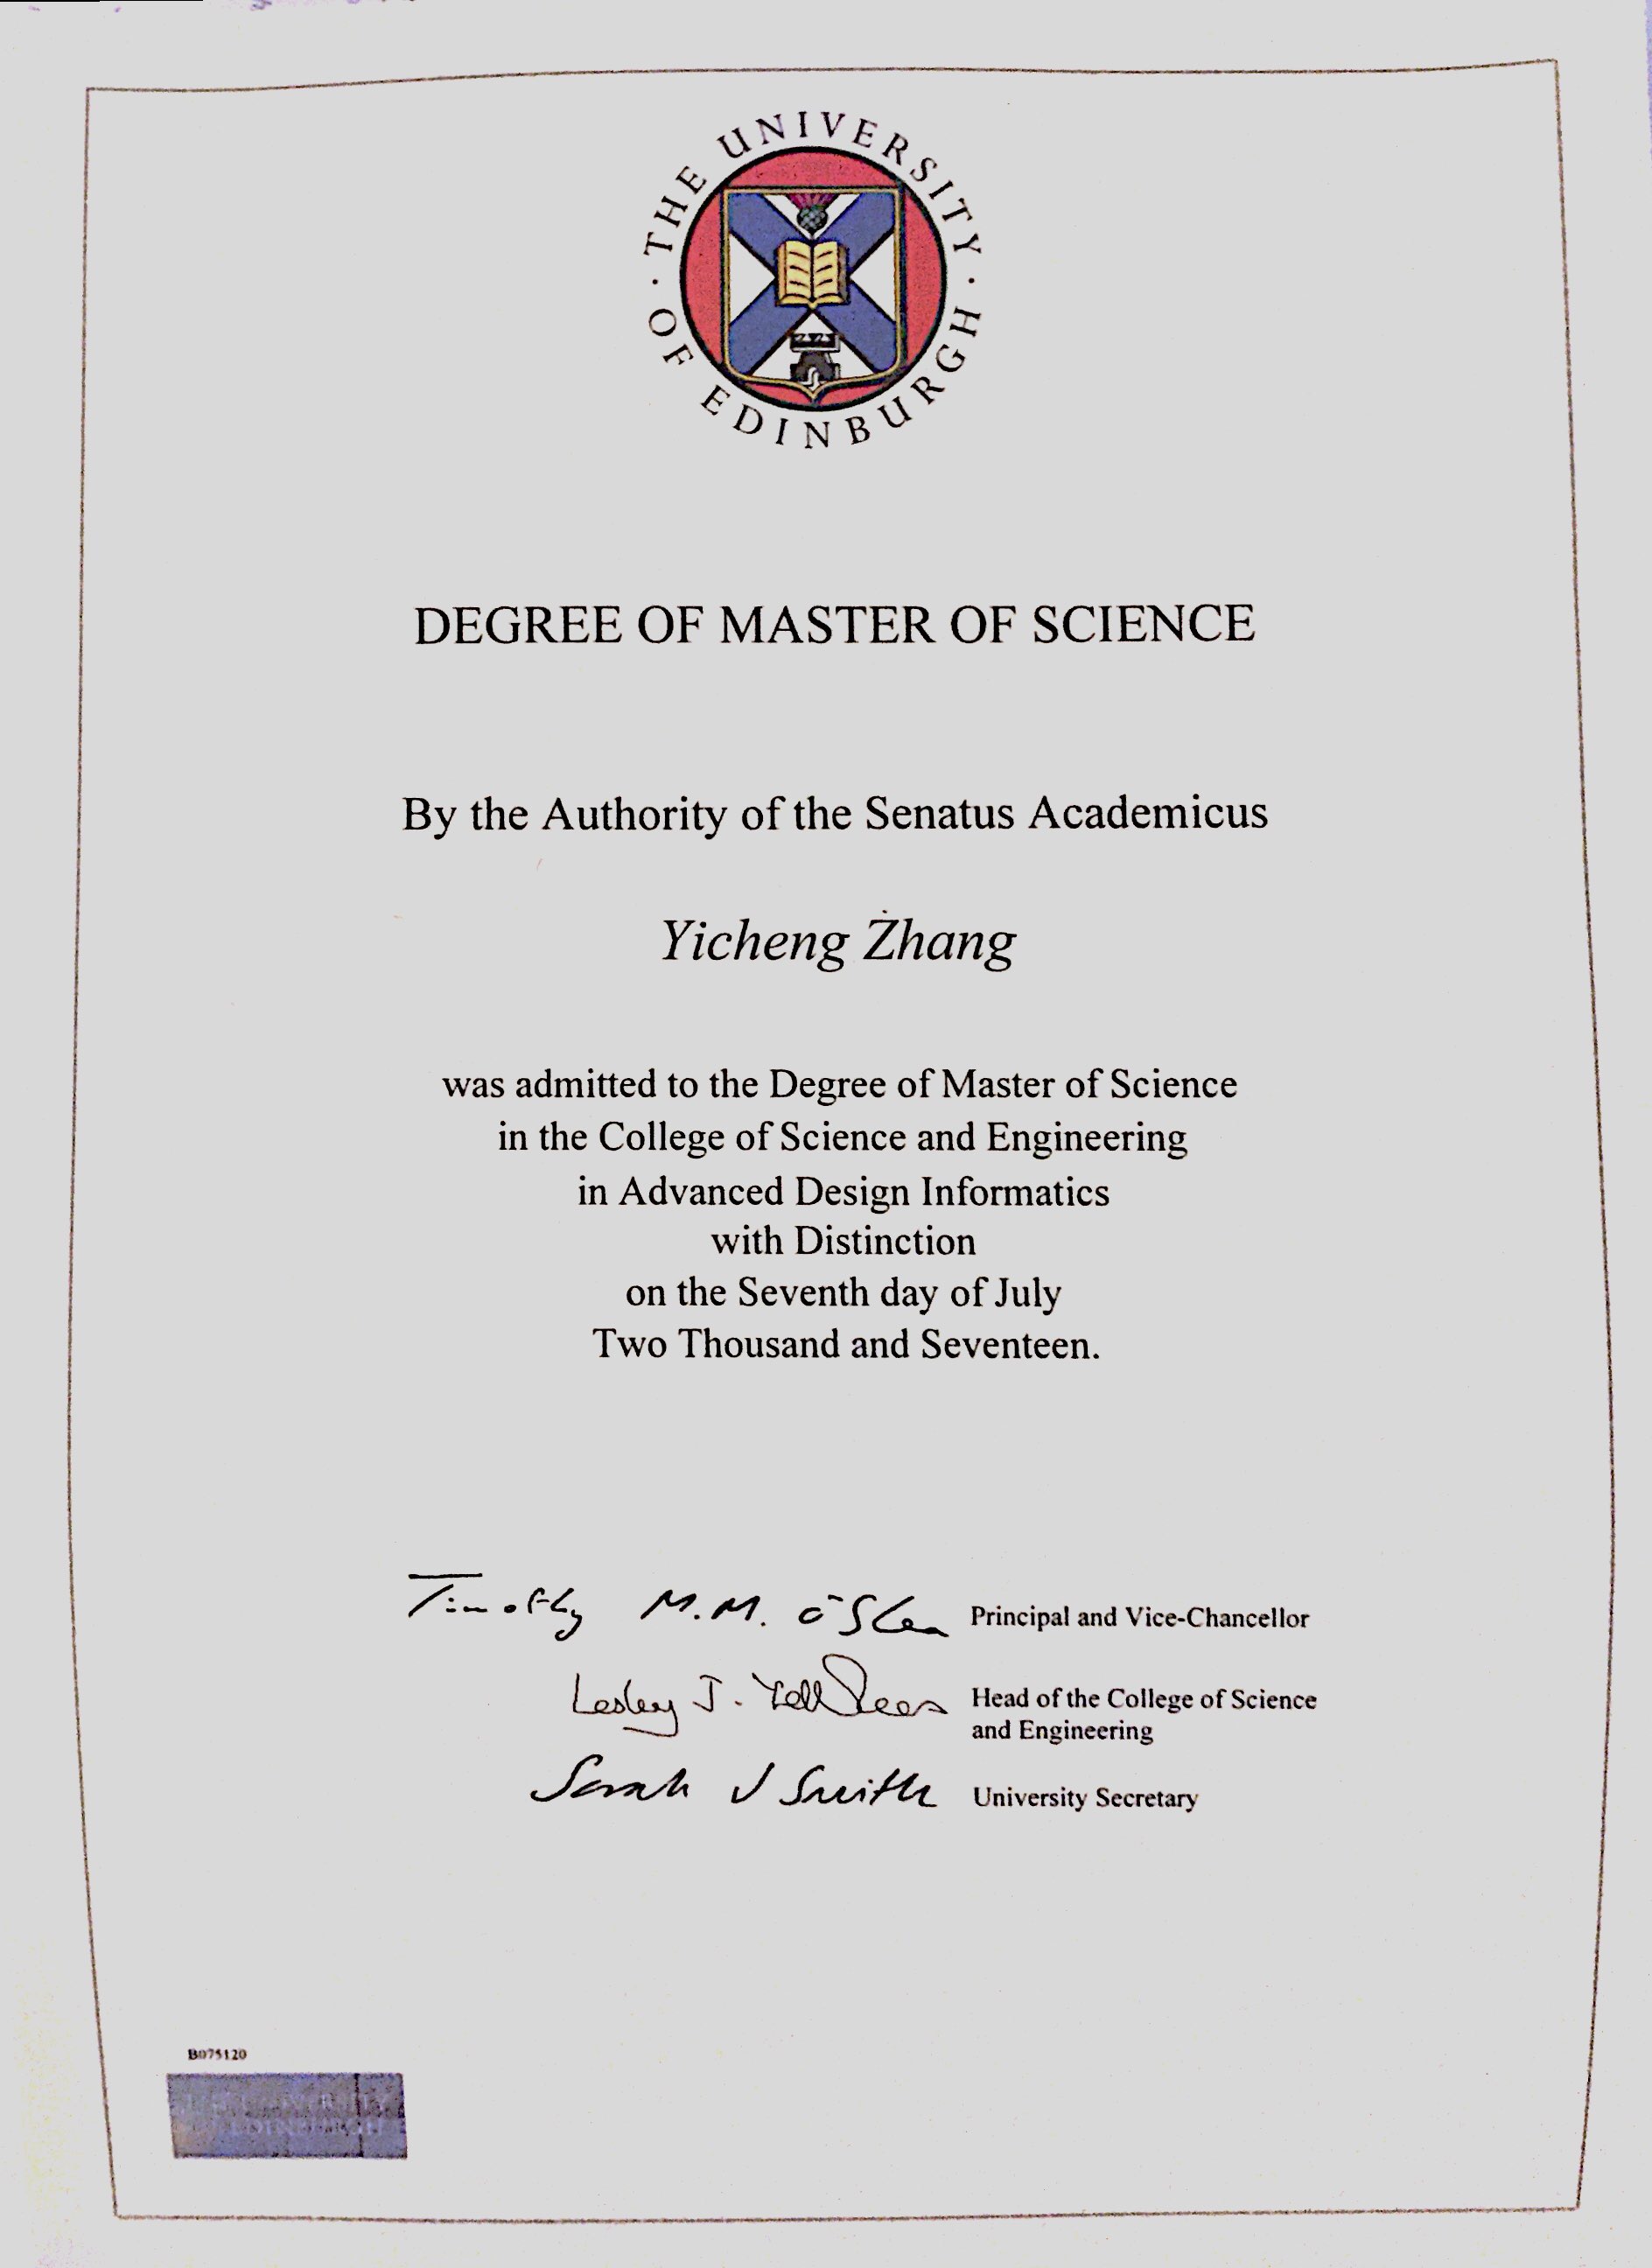 THE UNIVERSITY
OF EDINBURGH
DEGREE OF MASTER OF SCIENCE
By the Authority of the Senatus Academicus
Yicheng Zhang
was admitted to the Degree of Master of Science
in the College of Science and Engineering
in Advanced Design Informatics
with Distinction
on the Seventh day of July
Two Thousand and Seventeen.
Timothy M.M. O'Shea Principal and Vice-Chancellor
Lesley J. Yellowlees Head of the College of Science
and Engineering
Sarah J Smith University Secretary
B075120